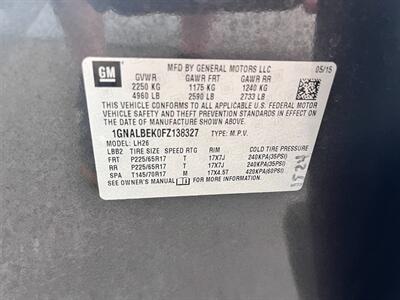 GM
MFD BY GENERAL MOTORS LLC 05/15
GVWR GAWR FRT GAWR RR
2250 KG 1175 KG 1240 KG
4960 LB 2590 LB 2733 LB
THIS VEHICLE CONFORMS TO ALL APPLICABLE U.S. FEDERAL MOTOR
VEHICLE SAFETY AND THEFT PREVENTION STANDARDS IN EFFECT ON THE
DATE OF MANUFACTURE SHOWN ABOVE.
1GNALBEK0FZ138327 TYPE: M.P.V.
MODEL: LH26
LBB2 TIRE SIZE SPEED RTG RIM COLD TIRE PRESSURE
FRT P225/65R17 T 17X7J 240KPA(35PSI)
RR P225/65R17 T 17X7J 240KPA(35PSI)
SPA T145/70R17 M 17X4.5T 420KPA(60PSI)
SEE OWNER'S MANUAL FOR MORE INFORMATION.